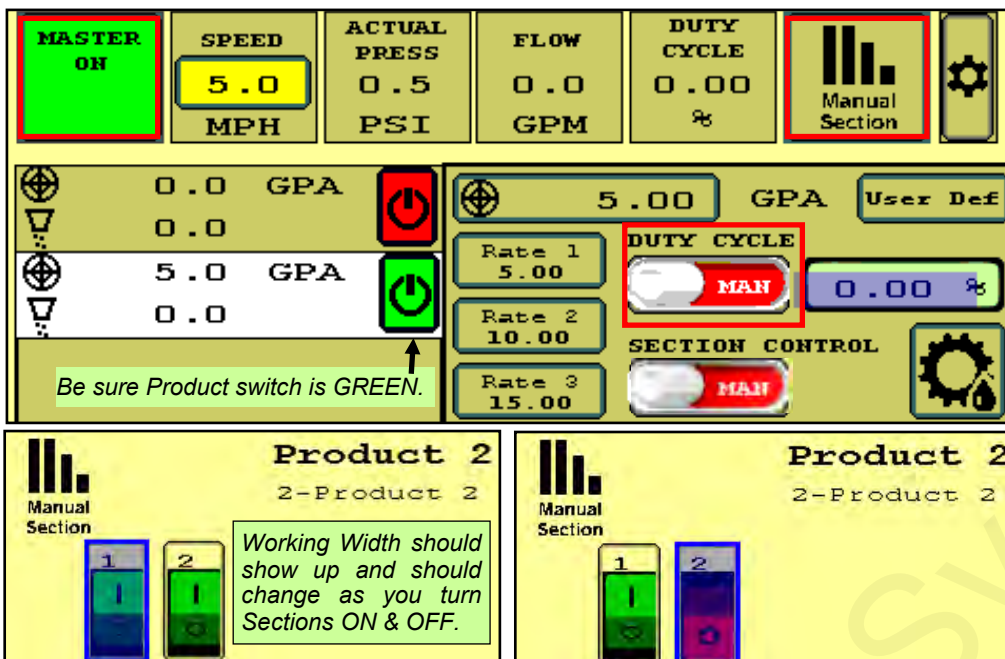 MASTER ON
SPEED
5.0
MPH
ACTUAL PRESS
0.5
PSI
FLOW
0.0
GPM
DUTY CYCLE
0.00
%
Manual Section
0.0 GPA
0.0
5.0 GPA
0.0
Be sure Product switch is GREEN.
5.00 GPA
User Def
Rate 1
5.00
Rate 2
10.00
Rate 3
15.00
DUTY CYCLE
MAN
0.00 %
SECTION CONTROL
MAN
Manual
Section
Product 2
2-Product 2
1 2
Working Width should
show up and should
change as you turn
Sections ON & OFF.
Manual
Section
Product 2
2-Product 2
1 2